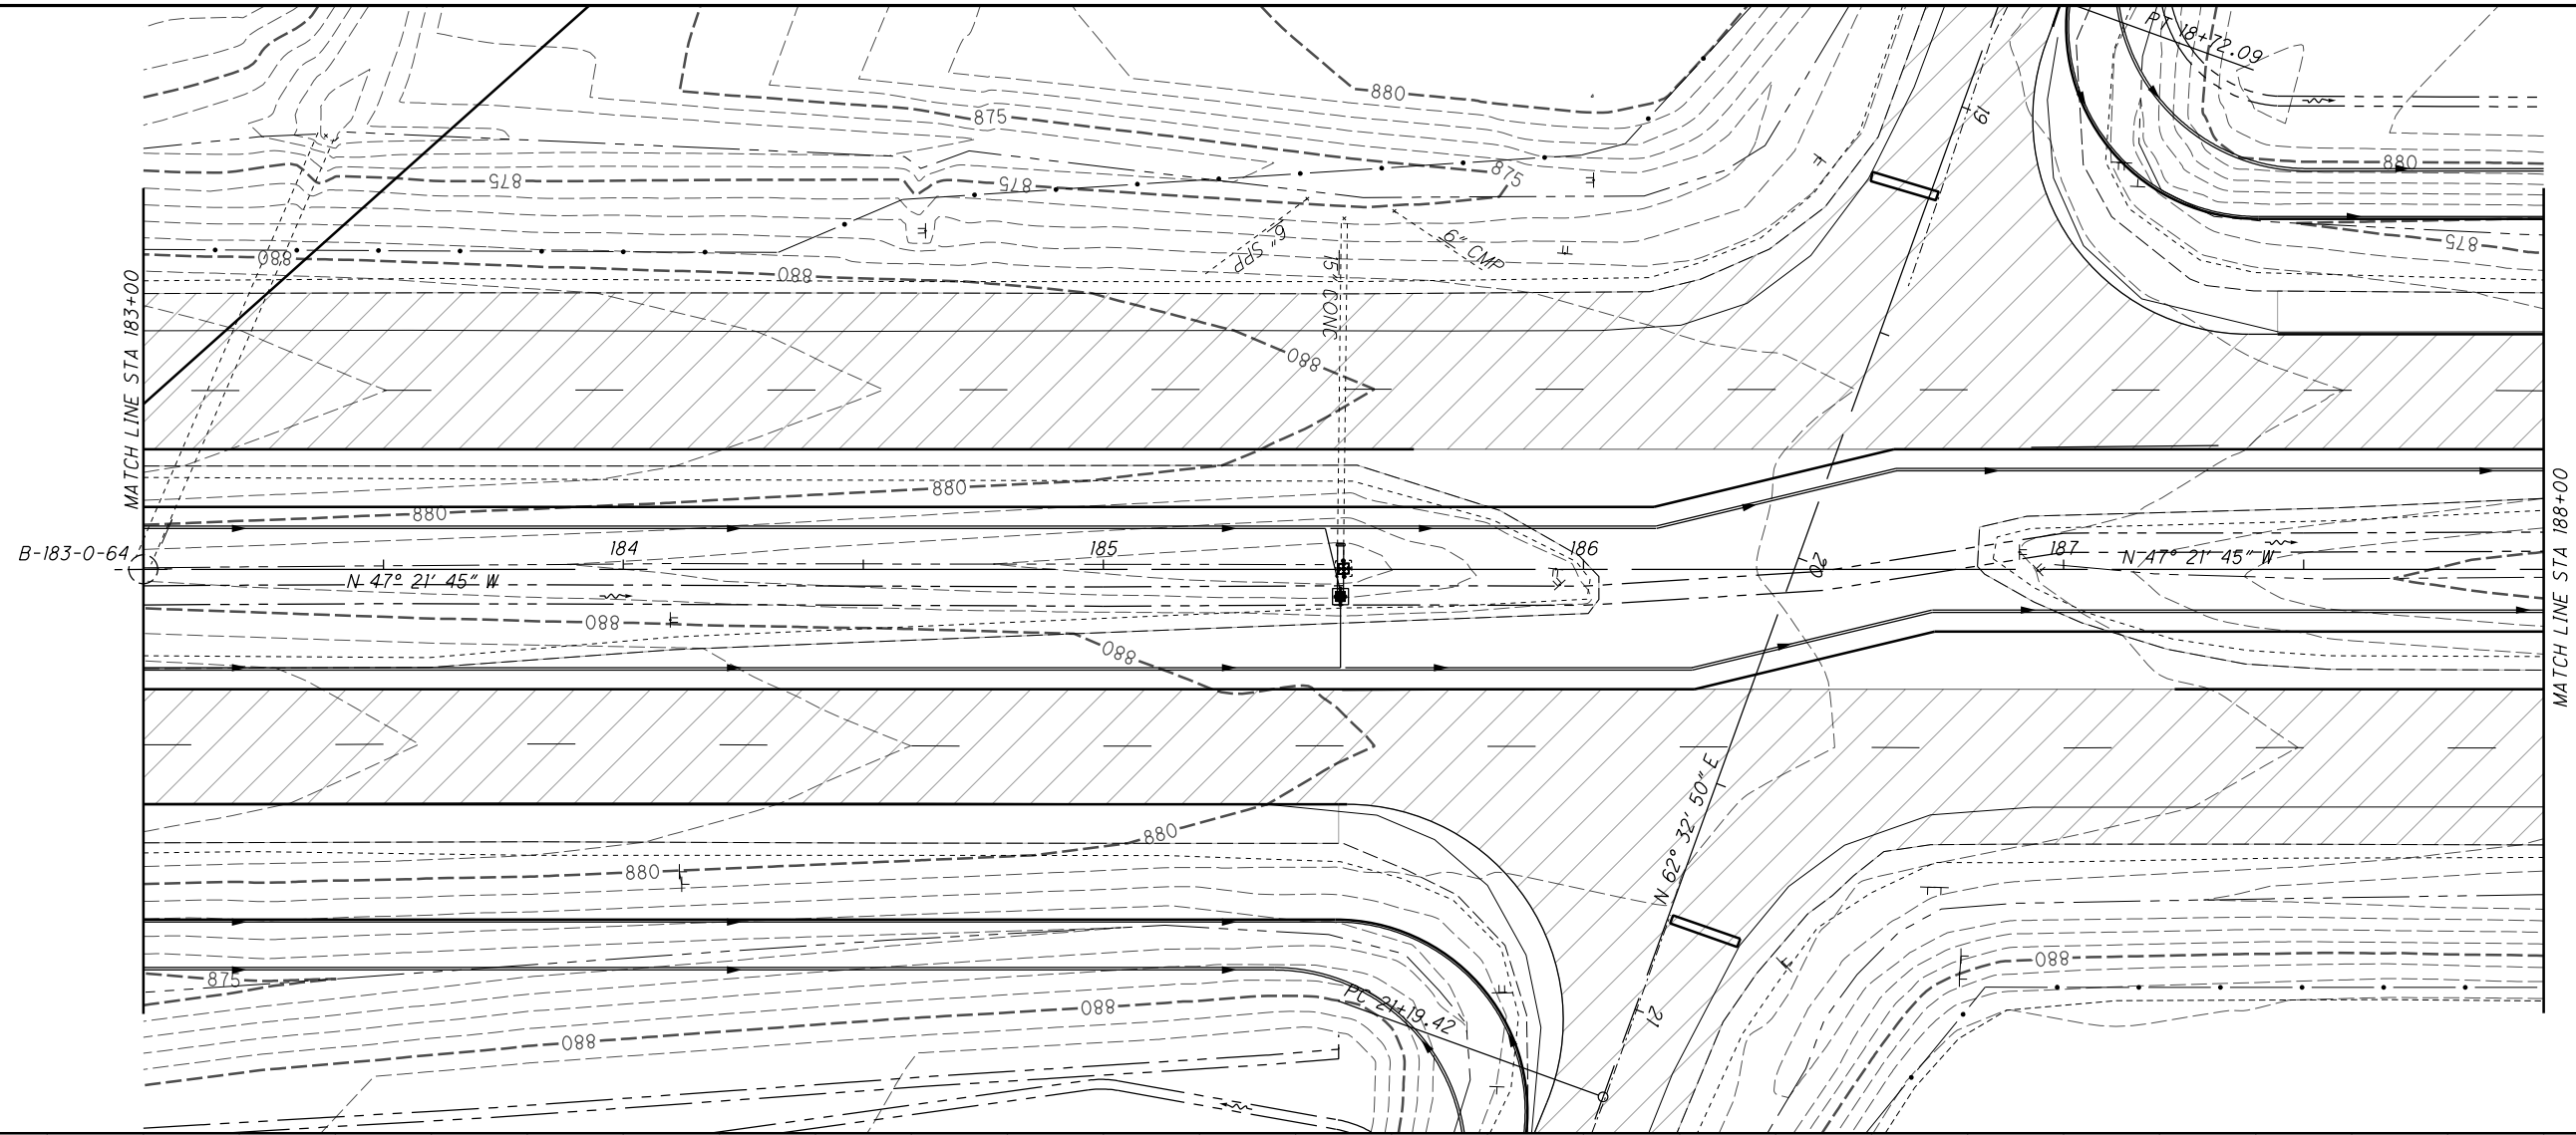 PT 18+72.09
880
875
880
19
875
875
875
875
6" SPP
6" CMP
880
880
15" CONC
MATCH LINE STA 183+00
880
880
880
B-183-0-64
184
185
186
187
N 47° 21' 45" W
N 47° 21' 45" W
20
MATCH LINE STA 188+00
880
880
N 62° 32' 50" E
880
880
880
875
PC 21+19.42
21
880
880